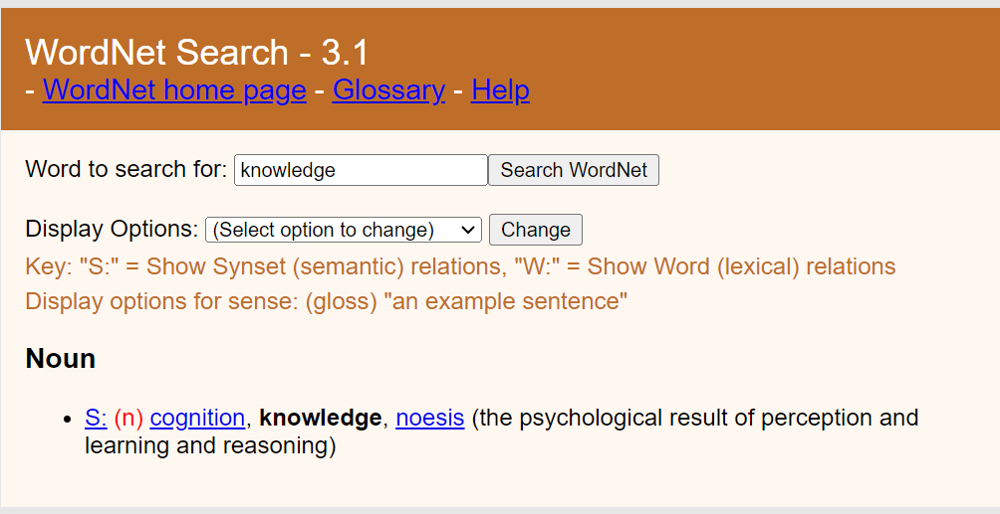 WordNet Search - 3.1
- WordNet home page - Glossary - Help
Word to search for: knowledge Search WordNet
Display Options: (Select option to change) Change
Key: "S:" = Show Synset (semantic) relations, "W:" = Show Word (lexical) relations
Display options for sense: (gloss) "an example sentence"
Noun
• S: (n) cognition, knowledge, noesis (the psychological result of perception and
learning and reasoning)